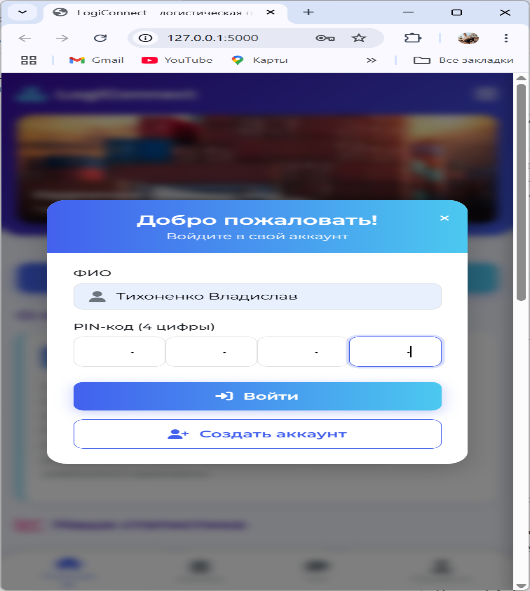 LogiConnect – логистическая п
127.0.0.1:5000
Gmail YouTube Карты » Все закладки
LogiConnect
Добро пожаловать!
Войдите в свой аккаунт
ФИО
Тихоненко Владислав
PIN-код (4 цифры)
Войти
Создать аккаунт